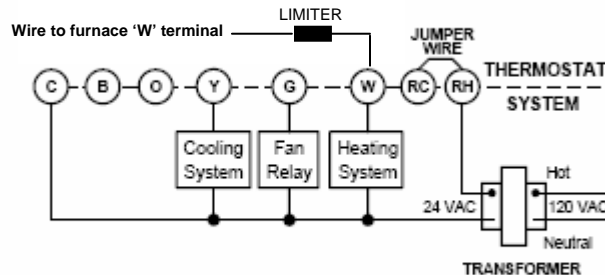 LIMITER
Wire to furnace ‘W’ terminal
JUMPER
WIRE
C B O Y G W RC RH THERMOSTAT
SYSTEM
Cooling
System
Fan
Relay
Heating
System
Hot
24 VAC 120 VAC
Neutral
TRANSFORMER